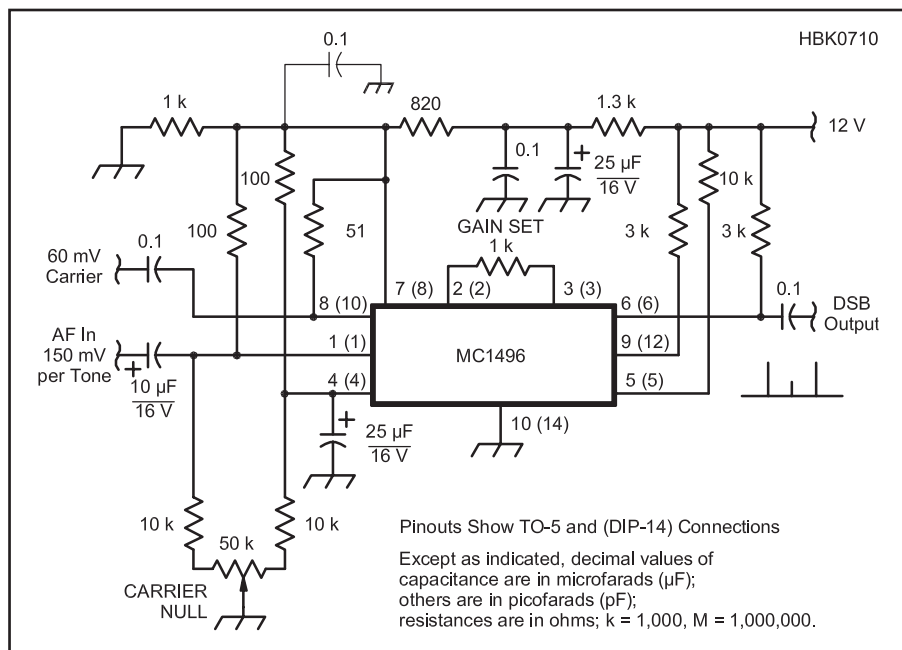 HBK0710
0.1
1 k
820
1.3 k
12 V
100
0.1
+
25 µF
16 V
10 k
100
51
GAIN SET
1 k
3 k
3 k
60 mV
Carrier
0.1
8 (10)
7 (8)
2 (2)
3 (3)
6 (6)
0.1
DSB
Output
AF In
150 mV
per Tone
+
10 µF
16 V
1 (1)
MC1496
9 (12)
4 (4)
5 (5)
+
25 µF
16 V
10 (14)
10 k
50 k
10 k
CARRIER
NULL
Pinouts Show TO-5 and (DIP-14) Connections
Except as indicated, decimal values of
capacitance are in microfarads (µF);
others are in picofarads (pF);
resistances are in ohms; k = 1,000, M = 1,000,000.